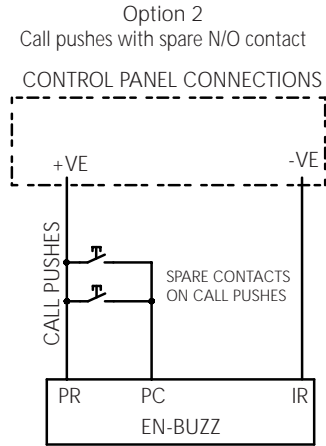 Option 2
Call pushes with spare N/O contact
CONTROL PANEL CONNECTIONS
+VE
-VE
CALL PUSHES
SPARE CONTACTS
ON CALL PUSHES
PR
PC
IR
EN-BUZZ